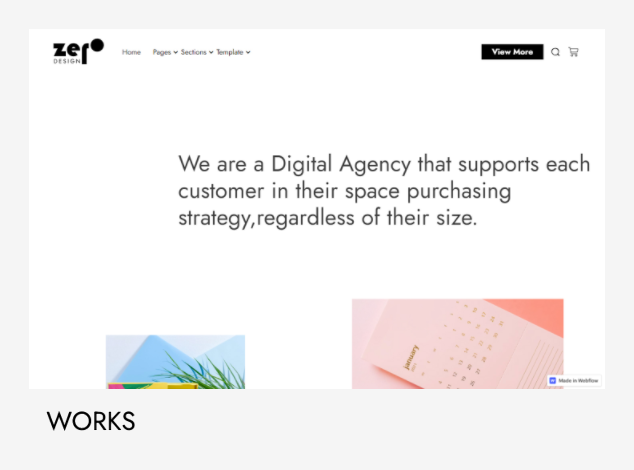 zero
DESIGN
Home Pages Sections Template
View More
We are a Digital Agency that supports each
customer in their space purchasing
strategy,regardless of their size.
january
Made in Webflow
WORKS